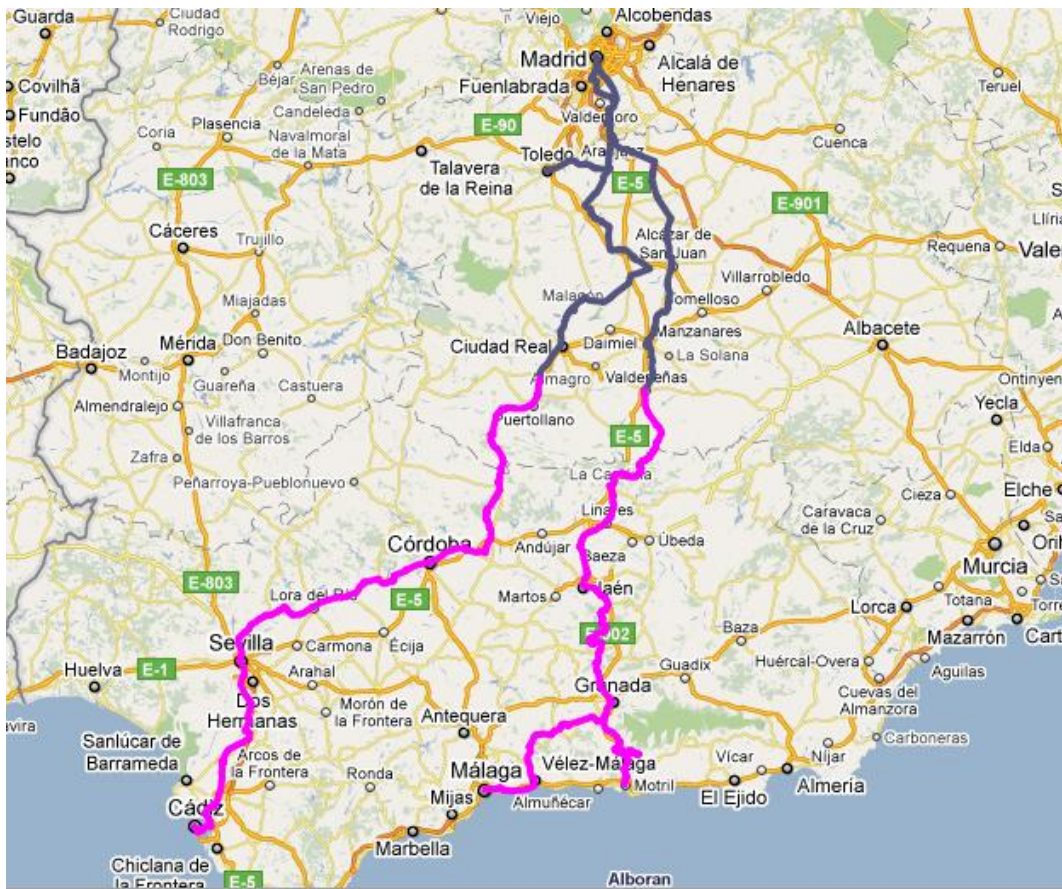 Guarda
Ciudad
Rodrigo
Viejo
Alcobendas
Covilhã
Béjar
Arenas de
San Pedro
Madrid
Alcalá de
Henares
Fundão
Fuenlabrada
Teruel
Candeleda
Plasencia
E-90
Coria
Navalmoral
de la Mata
Cuenca
Toledo
E-803
Talavera
de la Reina
E-5
E-901
Cáceres
Trujillo
Alcázar de
San Juan
Requena
Villarrobledo
Miajadas
Tomelloso
Mérida
Don Benito
Ciudad Real
Daimiel
Manzanares
Albacete
Badajoz
Montijo
La Solana
Guareña
Castuera
Almagro
Valdepeñas
Ontinyen
Almendralejo
Villafranca
de los Barros
Puertollano
Yecla
E-5
Elda
Zafra
Peñarroya-Pueblonuevo
La Carolina
Cieza
Elche
Linares
Caravaca
de la Cruz
Córdoba
Andújar
Baeza
Úbeda
Murcia
E-803
E-5
Martos
Jaén
Lorca
Totana
Lora del Río
Mazarrón
Sevilla
Carmona
Écija
Baza
Huelva
E-1
Arahal
Guadix
Huércal-Overa
Aguilas
Dos
Hermanas
Morón de
la Frontera
Antequera
Granada
Cuevas del
Almanzora
Sanlúcar de
Barrameda
Carboneras
Arcos de
la Frontera
Ronda
Málaga
Vélez-Málaga
Vícar
Níjar
Cádiz
Mijas
Almuñécar
Motril
El Ejido
Almería
Marbella
Chiclana de
la Frontera
E-5
Alboran